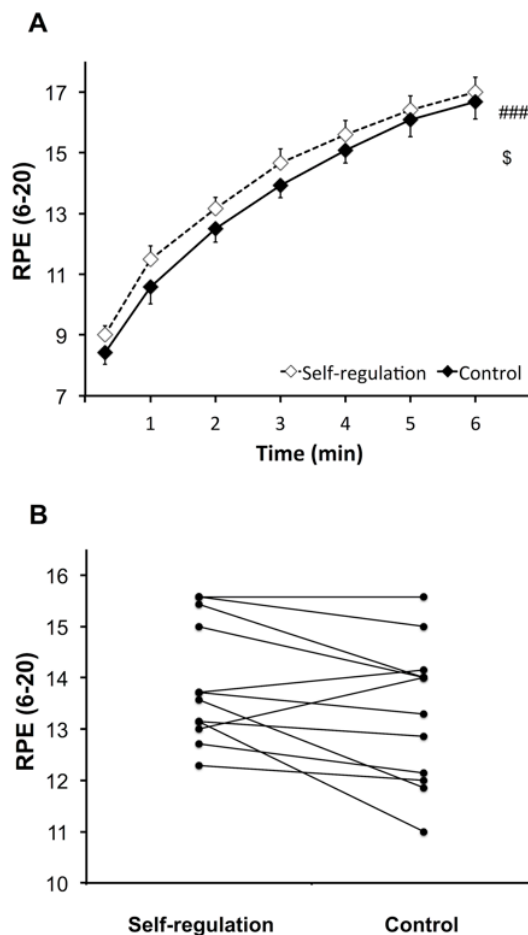 A
17
15
13
11
9
7
RPE (6-20)
###
$
Self-regulation Control
1 2 3 4 5 6
Time (min)
B
16
15
14
13
12
11
10
RPE (6-20)
Self-regulation Control